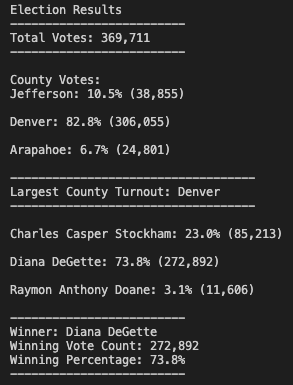 Election Results
-------------------------
Total Votes: 369,711
-------------------------
County Votes:
Jefferson: 10.5% (38,855)
Denver: 82.8% (306,055)
Arapahoe: 6.7% (24,801)
-----------------------------------
Largest County Turnout: Denver
-----------------------------------
Charles Casper Stockham: 23.0% (85,213)
Diana DeGette: 73.8% (272,892)
Raymon Anthony Doane: 3.1% (11,606)
-------------------------
Winner: Diana DeGette
Winning Vote Count: 272,892
Winning Percentage: 73.8%
-------------------------